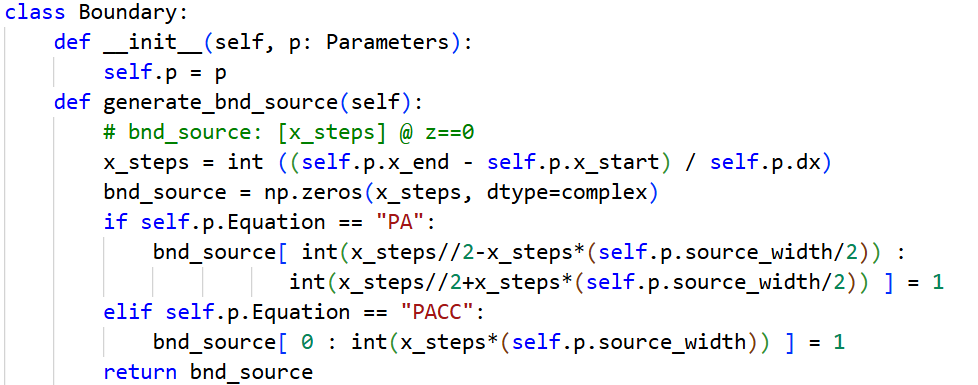 class Boundary:
    def __init__(self, p: Parameters):
        self.p = p
    def generate_bnd_source(self):
        # bnd_source: [x_steps] @ z==0
        x_steps = int ((self.p.x_end - self.p.x_start) / self.p.dx)
        bnd_source = np.zeros(x_steps, dtype=complex)
        if self.p.Equation == "PA":
            bnd_source[ int(x_steps//2-x_steps*(self.p.source_width/2)) :
                       int(x_steps//2+x_steps*(self.p.source_width/2)) ] = 1
        elif self.p.Equation == "PACC":
            bnd_source[ 0 : int(x_steps*(self.p.source_width)) ] = 1
        return bnd_source